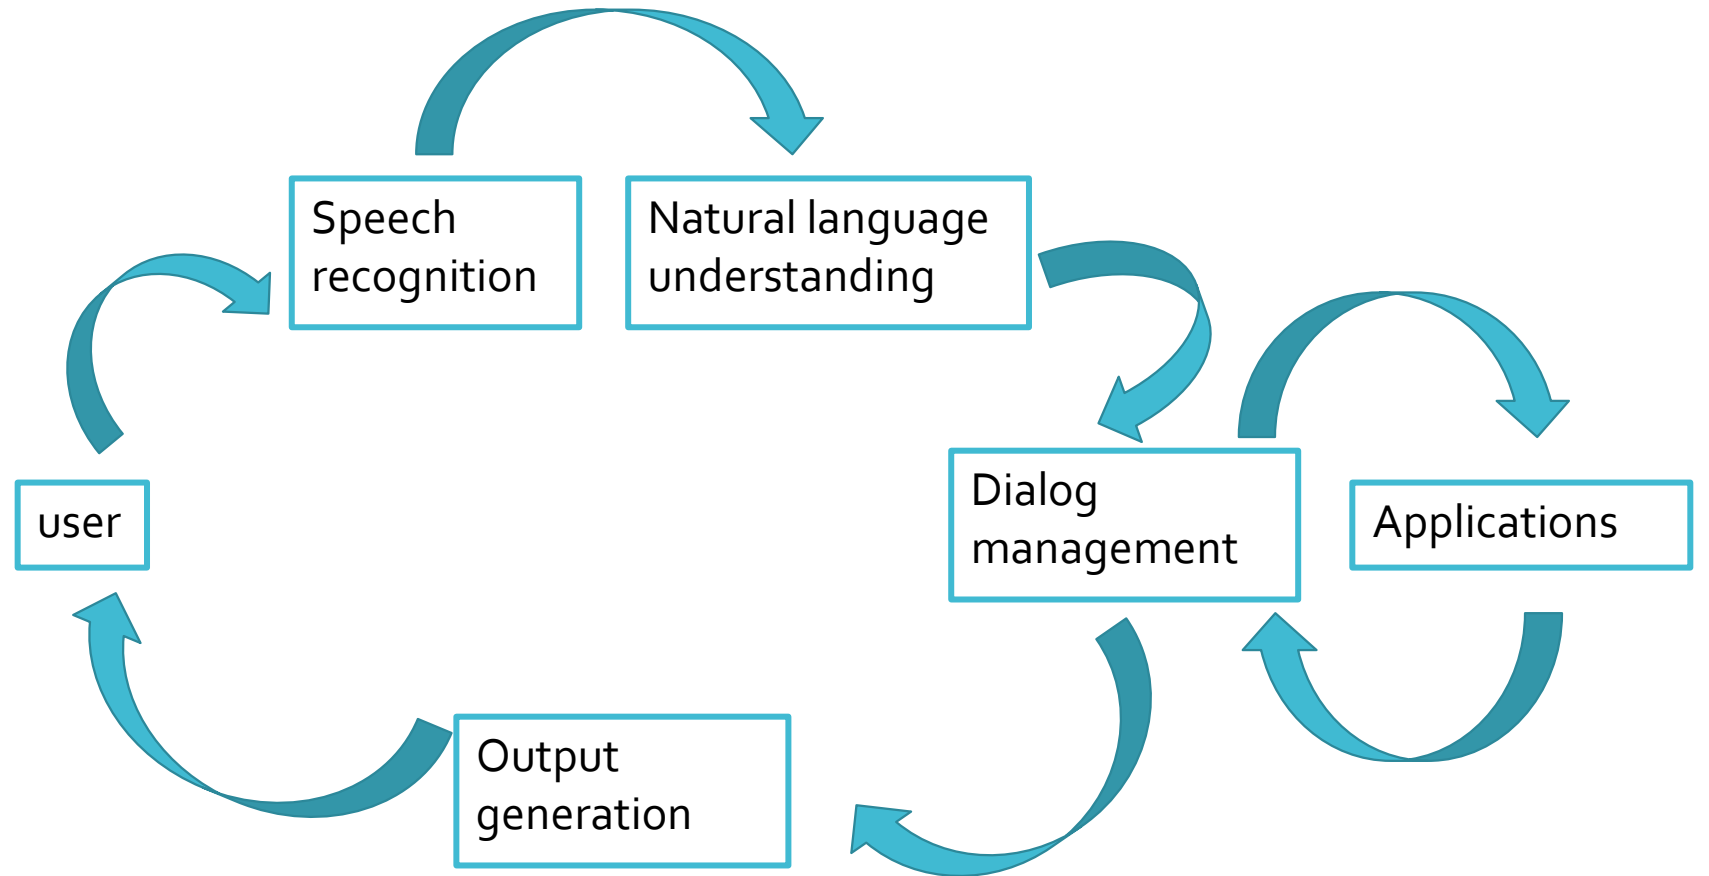 Speech
recognition
Natural language
understanding
user
Dialog
management
Applications
Output
generation